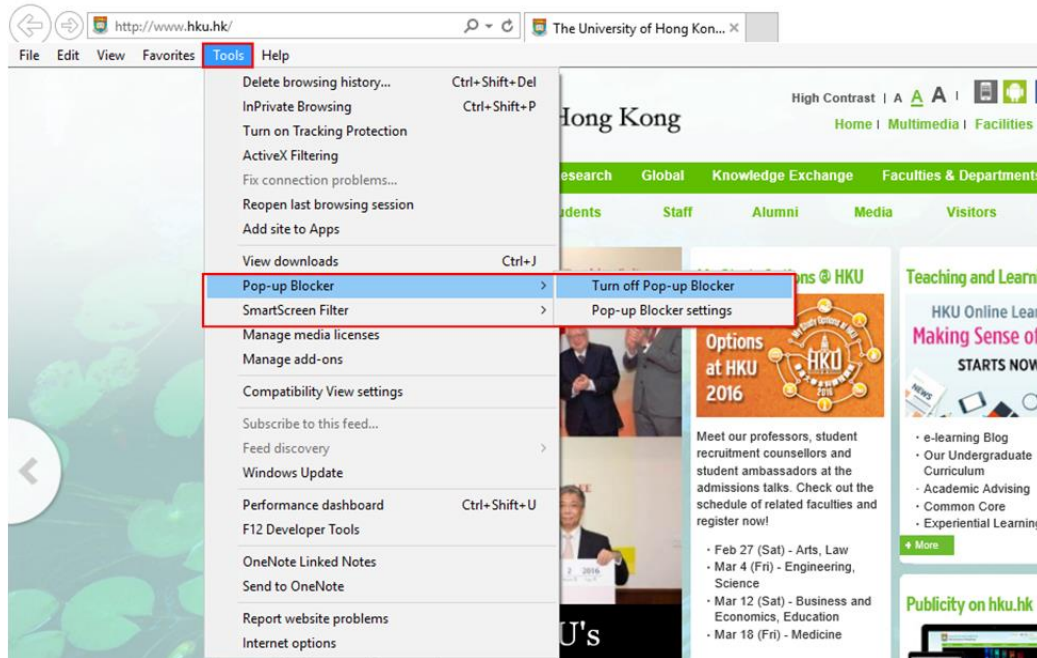 http://www.hku.hk/
The University of Hong Kon...
File Edit View Favorites Tools Help
Delete browsing history... Ctrl+Shift+Del
InPrivate Browsing Ctrl+Shift+P
Turn on Tracking Protection
ActiveX Filtering
Fix connection problems...
Reopen last browsing session
Add site to Apps
View downloads Ctrl+J
Pop-up Blocker
SmartScreen Filter
Manage media licenses
Manage add-ons
Compatibility View settings
Subscribe to this feed...
Feed discovery
Windows Update
Performance dashboard Ctrl+Shift+U
F12 Developer Tools
OneNote Linked Notes
Send to OneNote
Report website problems
Internet options
Turn off Pop-up Blocker
Pop-up Blocker settings
High Contrast | A A A |
Hong Kong
Home | Multimedia | Facilities
esearch Global Knowledge Exchange Faculties & Departments
udents Staff Alumni Media Visitors
ons @ HKU
Options
at HKU
2016
HKU
2016
Meet our professors, student
recruitment counsellors and
student ambassadors at the
admissions talks. Check out the
schedule of related faculties and
register now!
· Feb 27 (Sat) - Arts, Law
· Mar 4 (Fri) - Engineering,
Science
· Mar 12 (Sat) - Business and
Economics, Education
· Mar 18 (Fri) - Medicine
2 2016
U's
Teaching and Learn
HKU Online Lear
Making Sense of
STARTS NOW
NEWS
· e-learning Blog
· Our Undergraduate
Curriculum
· Academic Advising
· Common Core
· Experiential Learning
+ More
Publicity on hku.hk